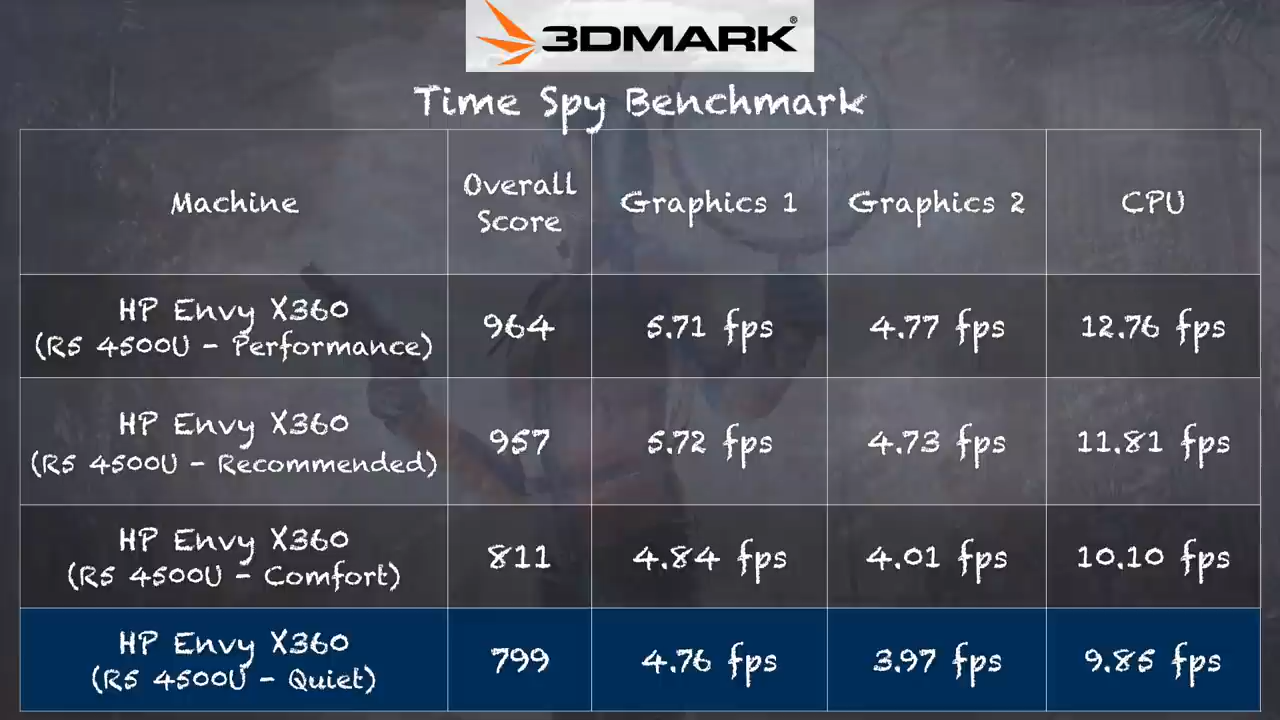 3DMARK®
Time Spy Benchmark
Machine
Overall
Score
Graphics 1
Graphics 2
CPU
HP Envy X360
(R5 4500U - Performance)
964
5.71 fps
4.77 fps
12.76 fps
HP Envy X360
(R5 4500U - Recommended)
957
5.72 fps
4.73 fps
11.81 fps
HP Envy X360
(R5 4500U - Comfort)
811
4.84 fps
4.01 fps
10.10 fps
HP Envy X360
(R5 4500U - Quiet)
799
4.76 fps
3.97 fps
9.85 fps